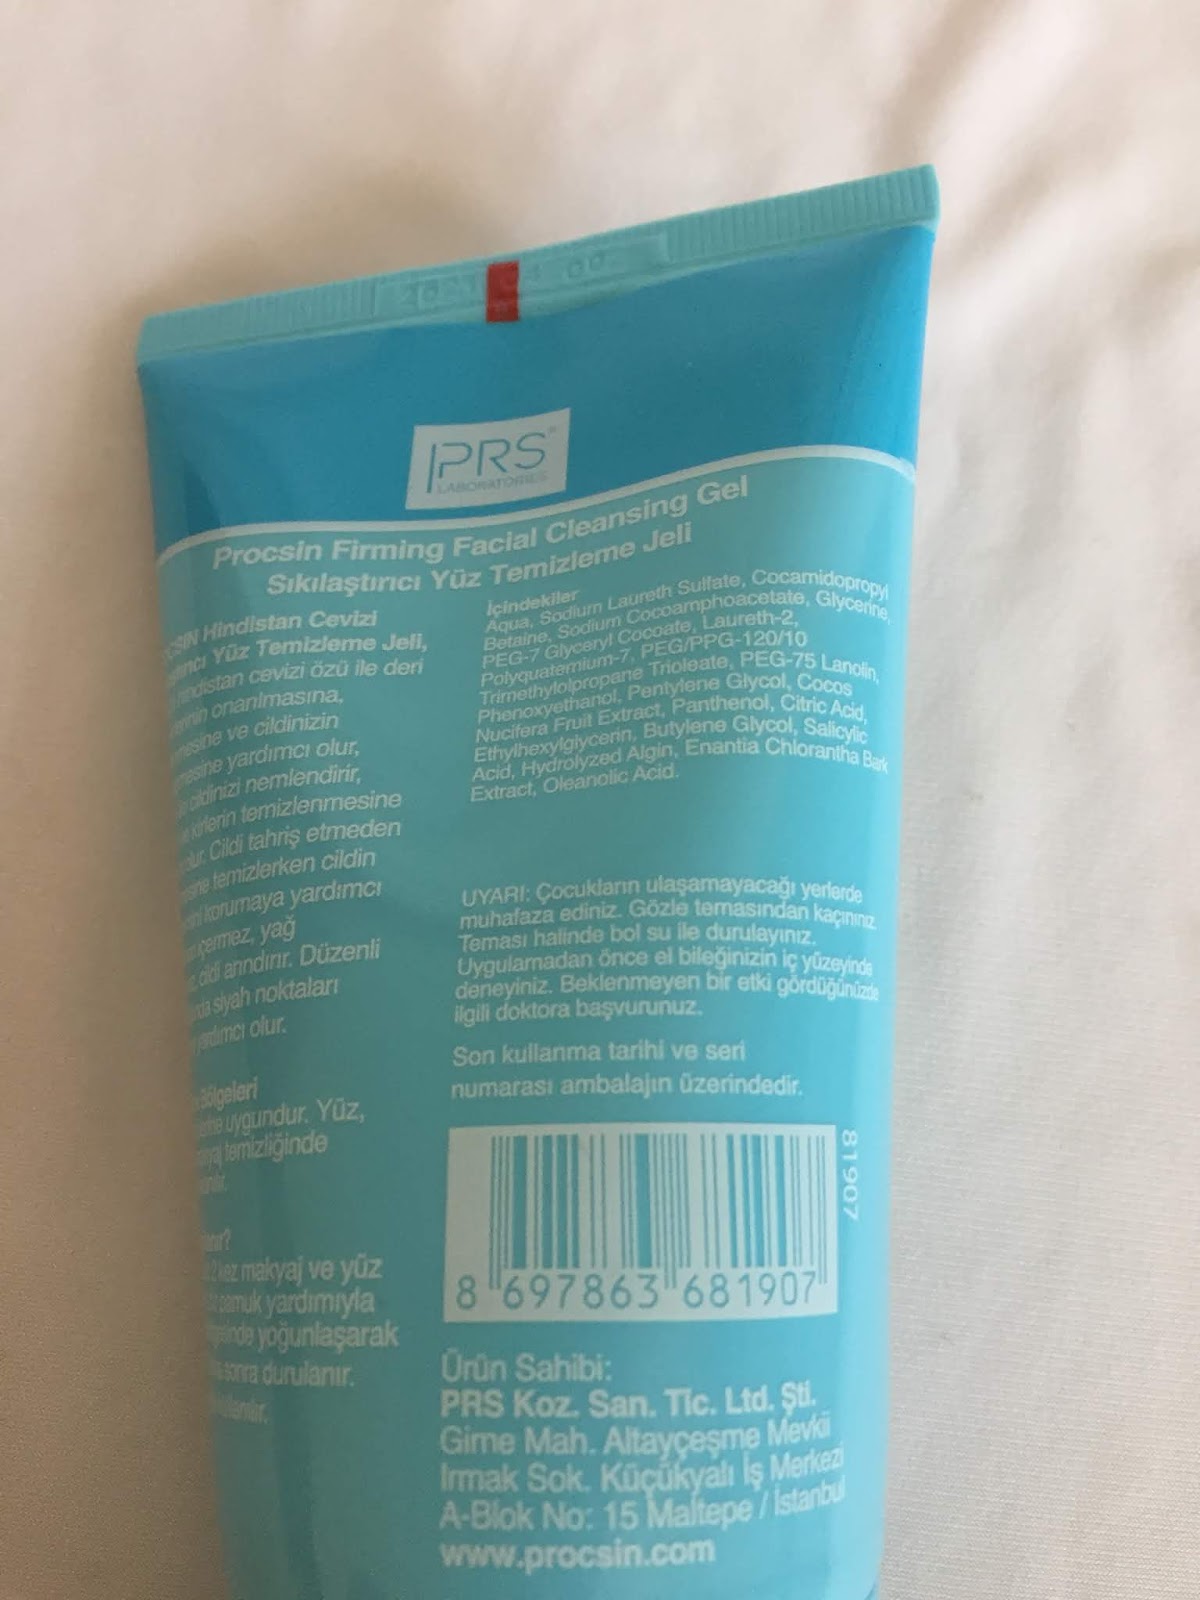 PRS®
LABORATORIES
Procsin Firming Facial Cleansing Gel
Sıkılaştırıcı Yüz Temizleme Jeli
Hindistan Cevizi
Yüz Temizleme Jeli,
hindistan cevizi özü ile deri
onarılmasına,
ve cildinizin
yardımcı olur,
cildinizi nemlendirir,
kirlerin temizlenmesine
olur. Cildi tahriş etmeden
temizlerken cildin
korumaya yardımcı
içermez, yağ
cildi arındırır. Düzenli
siyah noktaları
yardımcı olur.
Bölgeleri
uygundur. Yüz,
temizliğinde
2 kez makyaj ve yüz
pamuk yardımıyla
yoğunlaşarak
sonra durulanır.
İçindekiler
Aqua, Sodium Laureth Sulfate, Cocamidopropyl
Betaine, Sodium Cocoamphoacetate, Glycerine,
PEG-7 Glyceryl Cocoate, Laureth-2,
Polyquaternium-7, PEG/PPG-120/10
Trimethylolpropane Trioleate, PEG-75 Lanolin,
Phenoxyethanol, Pentylene Glycol, Cocos
Nucifera Fruit Extract, Panthenol, Citric Acid,
Ethylhexylglycerin, Butylene Glycol, Salicylic
Acid, Hydrolyzed Algin, Enantia Chlorantha Bark
Extract, Oleanolic Acid.
UYARI: Çocukların ulaşamayacağı yerlerde
muhafaza ediniz. Gözle temasından kaçınınız.
Teması halinde bol su ile durulayınız.
Uygulamadan önce el bileğinizin iç yüzeyinde
deneyiniz. Beklenmeyen bir etki gördüğünüzde
ilgili doktora başvurunuz.
Son kullanma tarihi ve seri
numarası ambalajın üzerindedir.
81907
8 697863 681907
Ürün Sahibi:
PRS Koz. San. Tic. Ltd. Şti.
Girne Mah. Altayçeşme Mevkii
Irmak Sok. Küçükyalı İş Merkezi
A-Blok No: 15 Maltepe / İstanbul
www.procsin.com